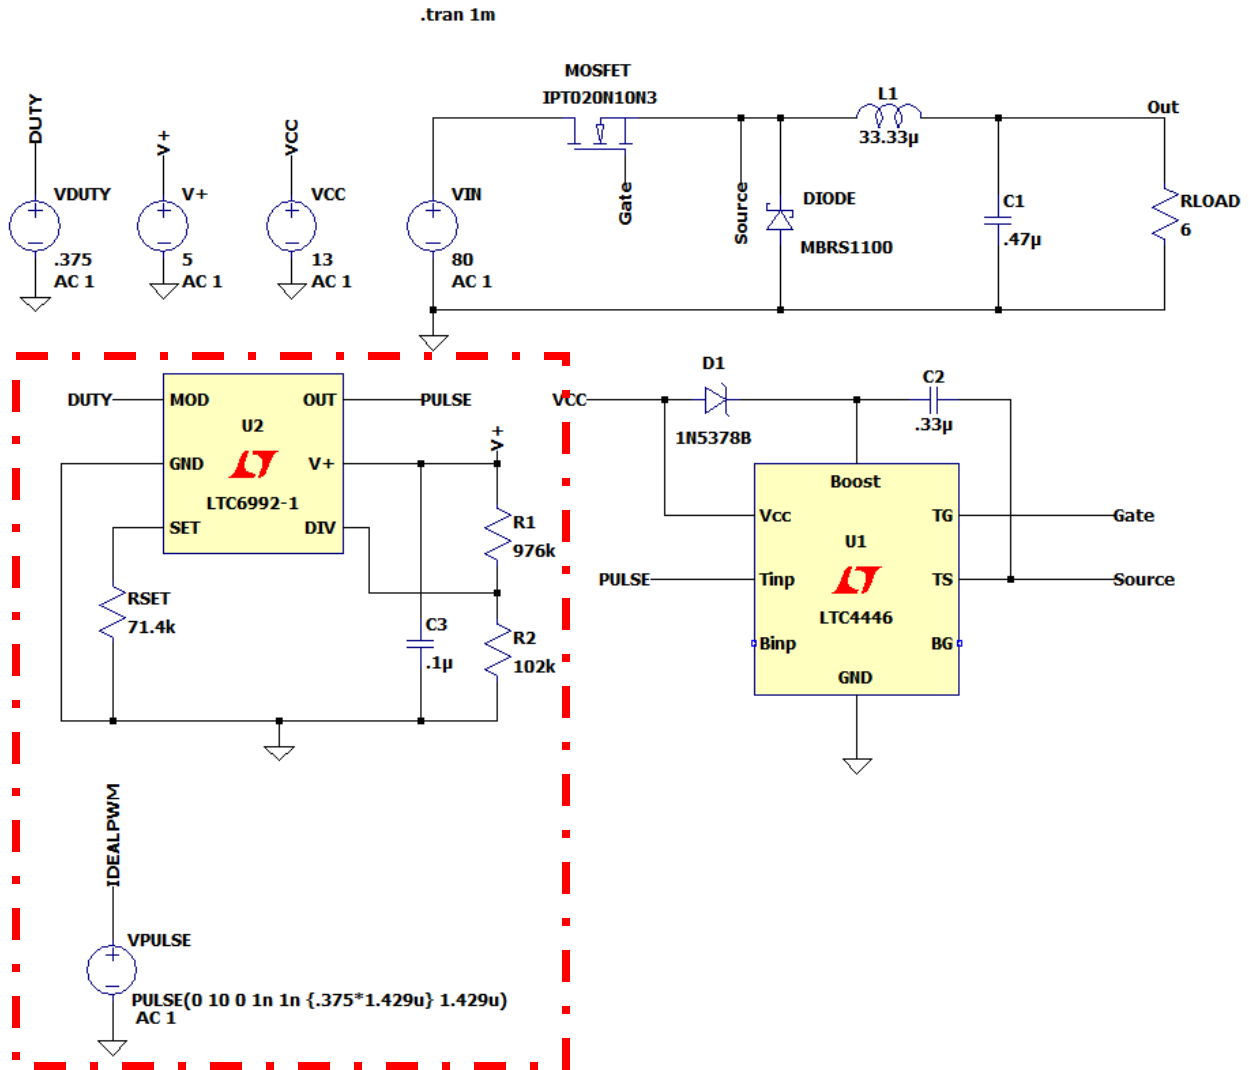 .tran 1m
MOSFET
IPT020N10N3
Gate
Source
L1
33.33µ
Out
DUTY
VDUTY
.375
AC 1
V+
V+
5
AC 1
VCC
VCC
13
AC 1
VIN
80
AC 1
DIODE
MBRS1100
C1
.47µ
RLOAD
6
DUTY
MOD
OUT
PULSE
U2
GND
V+
LTC6992-1
SET
DIV
V+
R1
976k
RSET
71.4k
C3
.1µ
R2
102k
IDEALPWM
VPULSE
PULSE(0 10 0 1n 1n {.375*1.429u} 1.429u)
AC 1
VCC
D1
1N5378B
C2
.33µ
Boost
Vcc
TG
Gate
U1
PULSE
Tinp
TS
Source
LTC4446
Binp
BG
GND